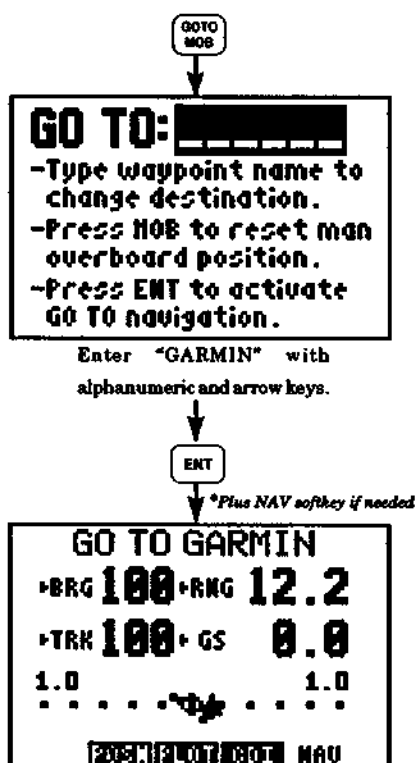 GOTO
MOB
GO TO:
-Type waypoint name to
change destination.
-Press MOB to reset man
overboard position.
-Press ENT to activate
GO TO navigation.
Enter "GARMIN" with
alphanumeric and arrow keys.
ENT
*Plus NAV softkey if needed
GO TO GARMIN
BRG 100 RNG 12.2
TRK 100 GS 0.0
1.0 1.0
PLOT NAV